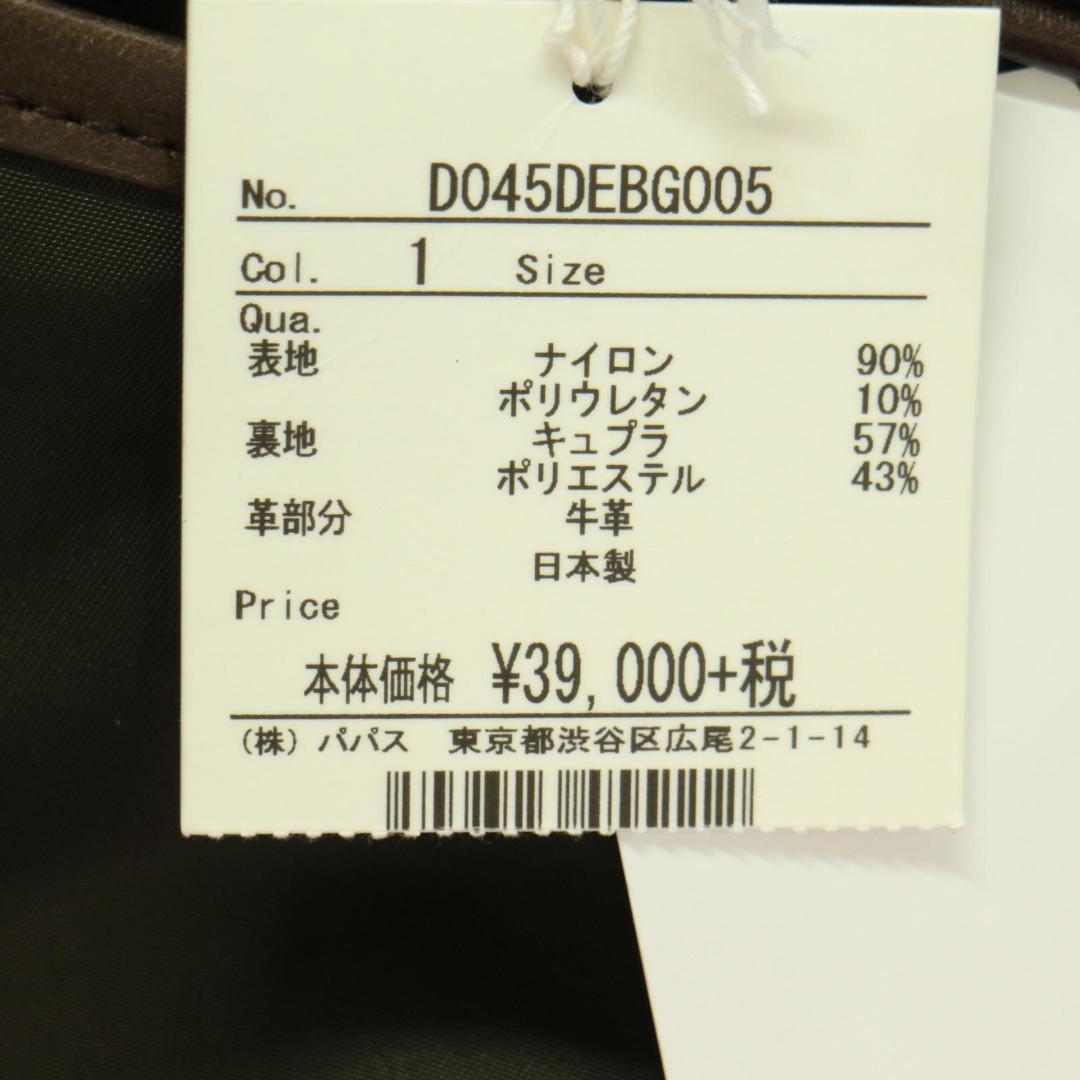 No. D045DEBG005
Col. 1 Size
Qua.
表地 ナイロン 90%
ポリウレタン 10%
裏地 キュプラ 57%
ポリエステル 43%
革部分 牛革
日本製
Price
本体価格 ¥39,000+税
(株) パパス 東京都渋谷区広尾2-1-14